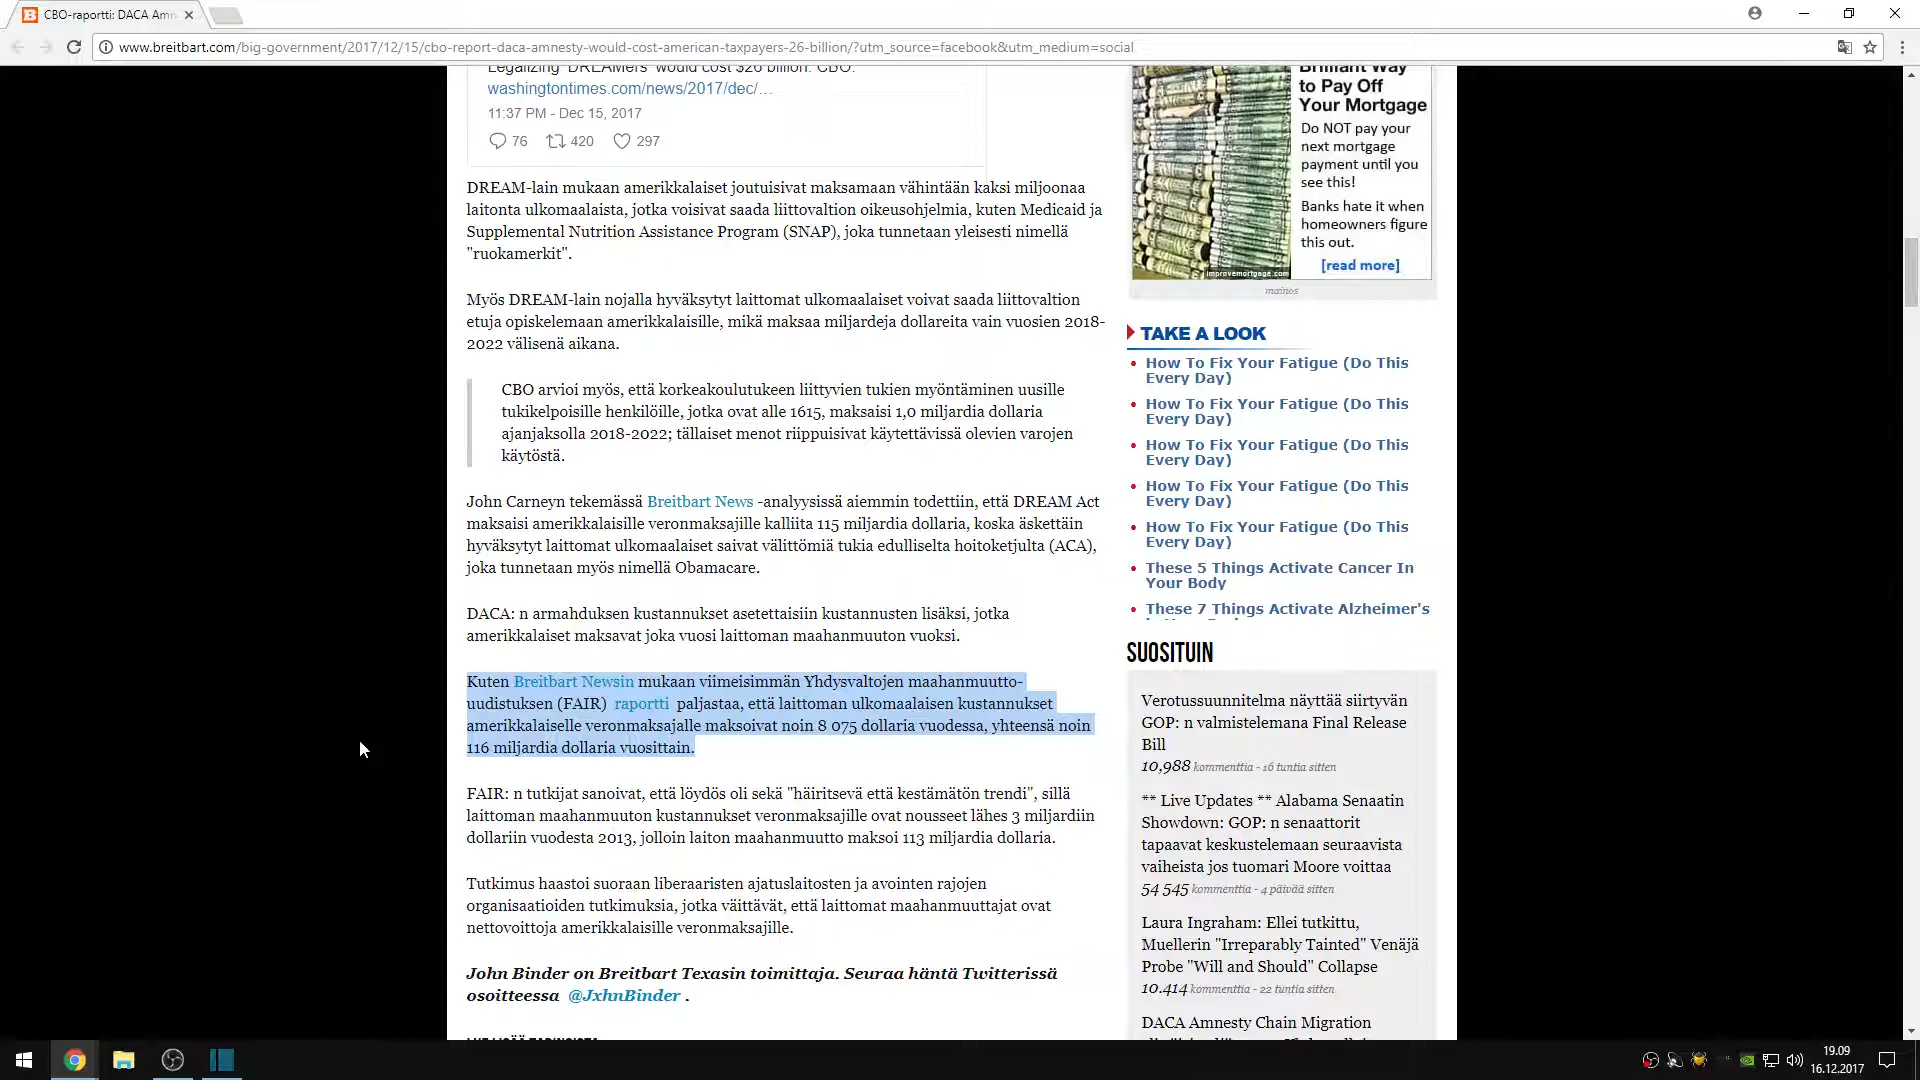 CBO-raportti: DACA Amn
www.breitbart.com/big-government/2017/12/15/cbo-report-daca-amnesty-would-cost-american-taxpayers-26-billion/?utm_source=facebook&utm_medium=social
Legalizing 'DREAMers' would cost $26 billion: CBO.
washingtontimes.com/news/2017/dec/…
11:37 PM - Dec 15, 2017
76 420 297
DREAM-lain mukaan amerikkalaiset joutuisivat maksamaan vähintään kaksi miljoonaa
laitonta ulkomaalaista, jotka voisivat saada liittovaltion oikeusohjelmia, kuten Medicaid ja
Supplemental Nutrition Assistance Program (SNAP), joka tunnetaan yleisesti nimellä
"ruokamerkit".
Myös DREAM-lain nojalla hyväksytyt laittomat ulkomaalaiset voivat saada liittovaltion
etuja opiskelemaan amerikkalaisille, mikä maksaa miljardeja dollareita vain vuosien 2018-
2022 välisenä aikana.
CBO arvioi myös, että korkeakoulutukeen liittyvien tukien myöntäminen uusille
tukikelpoisille henkilöille, jotka ovat alle 1615, maksaisi 1,0 miljardia dollaria
ajanjaksolla 2018-2022; tällaiset menot riippuisivat käytettävissä olevien varojen
käytöstä.
John Carneyn tekemässä Breitbart News -analyysissä aiemmin todettiin, että DREAM Act
maksaisi amerikkalaisille veronmaksajille kalliita 115 miljardia dollaria, koska äskettäin
hyväksytyt laittomat ulkomaalaiset saivat välittömiä tukia edulliselta hoitoketjulta (ACA),
joka tunnetaan myös nimellä Obamacare.
DACA: n armahduksen kustannukset asetettaisiin kustannusten lisäksi, jotka
amerikkalaiset maksavat joka vuosi laittoman maahanmuuton vuoksi.
Kuten Breitbart Newsin mukaan viimeisimmän Yhdysvaltojen maahanmuutto-
uudistuksen (FAIR) raportti paljastaa, että laittoman ulkomaalaisen kustannukset
amerikkalaiselle veronmaksajalle maksoivat noin 8 075 dollaria vuodessa, yhteensä noin
116 miljardia dollaria vuosittain.
FAIR: n tutkijat sanoivat, että löydös oli sekä "häiritsevä että kestämätön trendi", sillä
laittoman maahanmuuton kustannukset veronmaksajille ovat nousseet lähes 3 miljardiin
dollariin vuodesta 2013, jolloin laiton maahanmuutto maksoi 113 miljardia dollaria.
Tutkimus haastoi suoraan liberaaristen ajatuslaitosten ja avointen rajojen
organisaatioiden tutkimuksia, jotka väittävät, että laittomat maahanmuuttajat ovat
nettovoittoja amerikkalaisille veronmaksajille.
John Binder on Breitbart Texasin toimittaja. Seuraa häntä Twitterissä
osoitteessa @JxhnBinder .
Brilliant Way
to Pay Off
Your Mortgage
Do NOT pay your
next mortgage
payment until you
see this!
Banks hate it when
homeowners figure
this out.
[read more]
improvemortgage.com
mainos
TAKE A LOOK
How To Fix Your Fatigue (Do This
Every Day)
How To Fix Your Fatigue (Do This
Every Day)
How To Fix Your Fatigue (Do This
Every Day)
How To Fix Your Fatigue (Do This
Every Day)
How To Fix Your Fatigue (Do This
Every Day)
These 5 Things Activate Cancer In
Your Body
These 7 Things Activate Alzheimer's
SUOSITUIN
Verotussuunnitelma näyttää siirtyvän
GOP: n valmistelemana Final Release
Bill
10,988 kommenttia - 16 tuntia sitten
** Live Updates ** Alabama Senaatin
Showdown: GOP: n senaattorit
tapaavat keskustelemaan seuraavista
vaiheista jos tuomari Moore voittaa
54 545 kommenttia - 4 päivää sitten
Laura Ingraham: Ellei tutkittu,
Muellerin "Irreparably Tainted" Venäjä
Probe "Will and Should" Collapse
10.414 kommenttia - 22 tuntia sitten
DACA Amnesty Chain Migration
19.09
16.12.2017